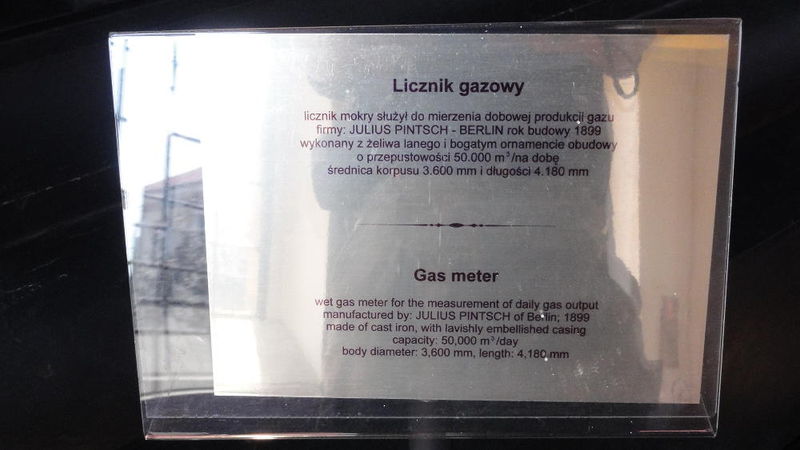 Licznik gazowy
licznik mokry służył do mierzenia dobowej produkcji gazu
firmy: JULIUS PINTSCH - BERLIN rok budowy 1899
wykonany z żeliwa lanego i bogatym ornamencie obudowy
o przepustowości 50.000 m³/na dobę
średnica korpusu 3.600 mm i długości 4.180 mm
Gas meter
wet gas meter for the measurement of daily gas output
manufactured by: JULIUS PINTSCH of Berlin; 1899
made of cast iron, with lavishly embellished casing
capacity: 50,000 m³/day
body diameter: 3,600 mm, length: 4,180 mm